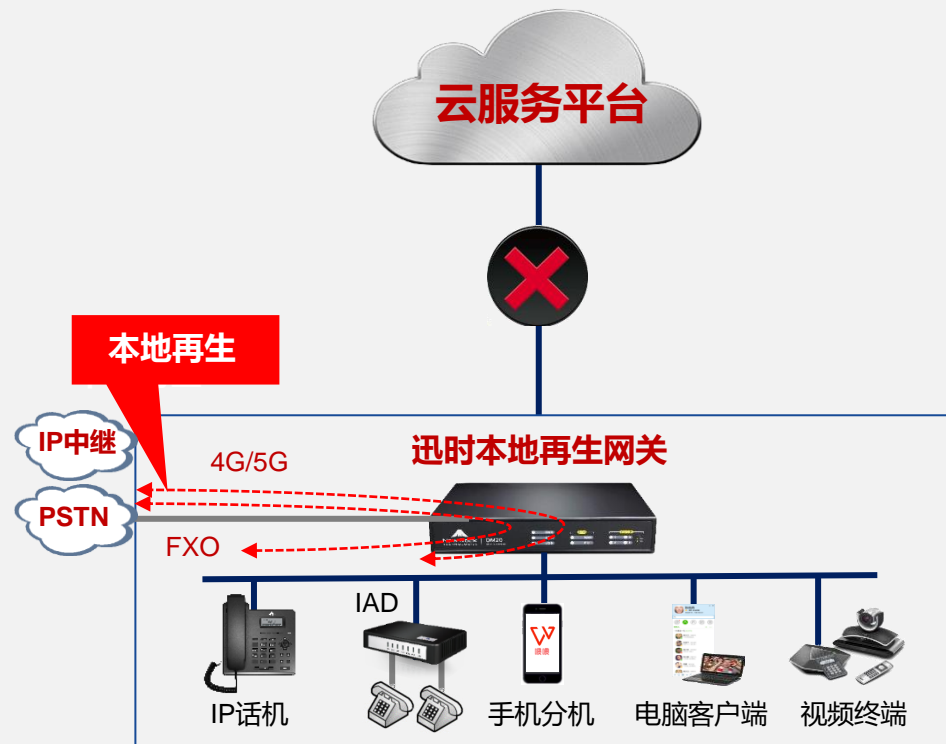 云服务平台
本地再生
IP中继
4G/5G
迅时本地再生网关
PSTN
FXO
DM20
IAD
IP话机
手机分机
电脑客户端
视频终端